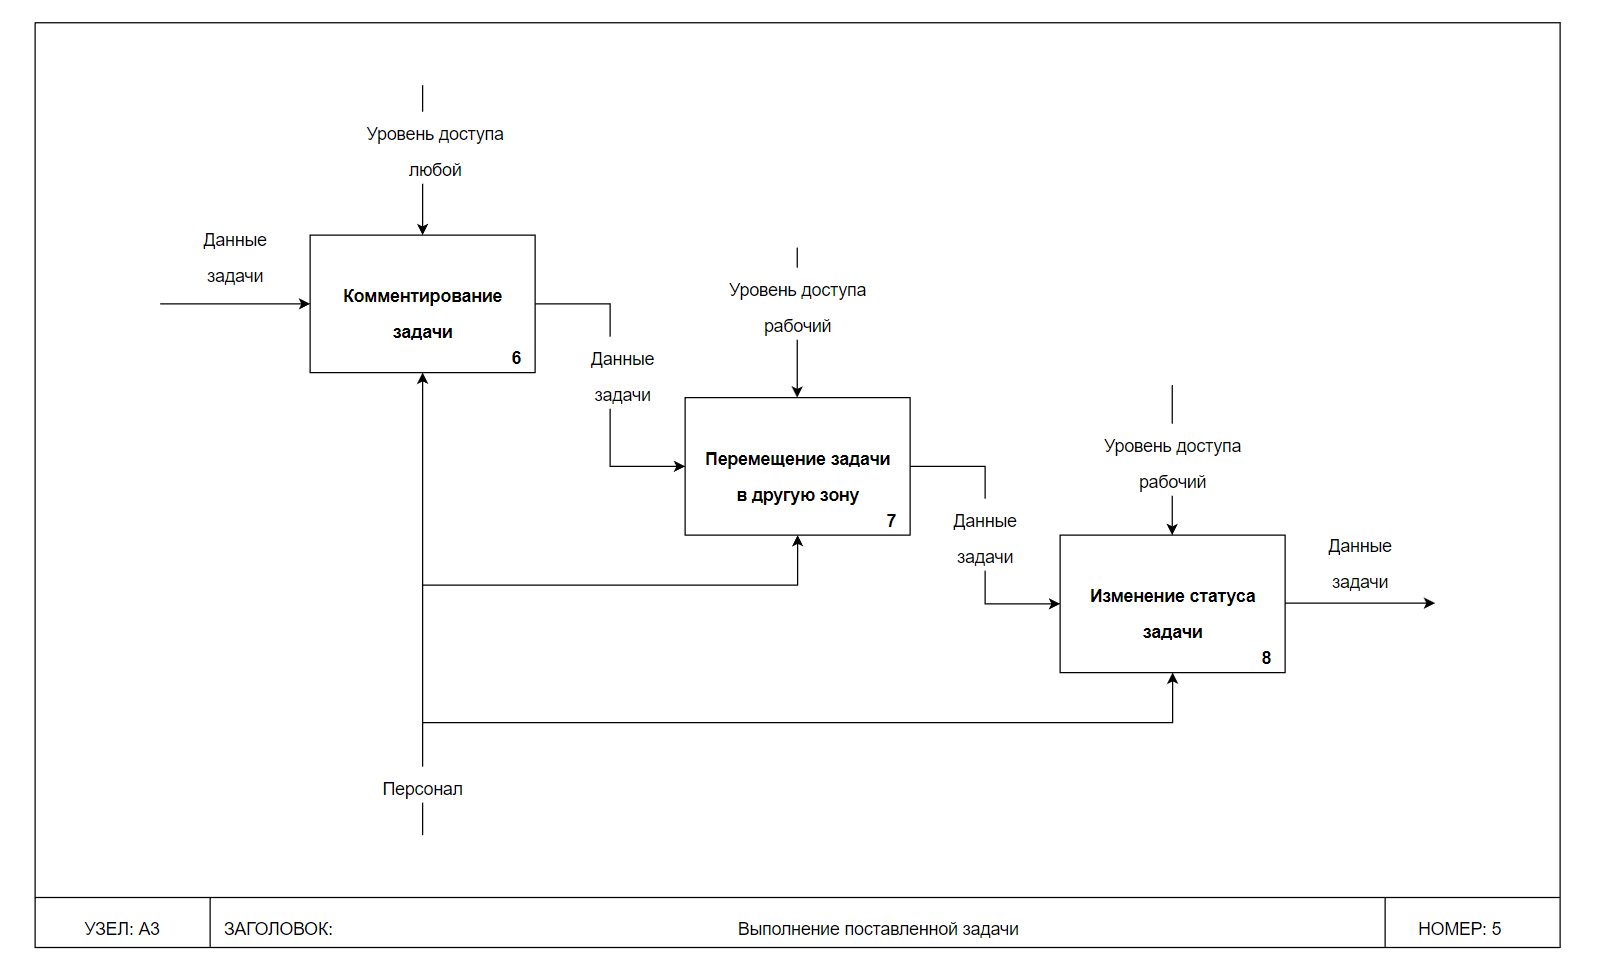 Уровень доступа
любой
Данные
задачи
Комментирование
задачи
6
Данные
задачи
Уровень доступа
рабочий
Перемещение задачи
в другую зону
7
Данные
задачи
Уровень доступа
рабочий
Изменение статуса
задачи
8
Данные
задачи
Персонал
УЗЕЛ: А3
ЗАГОЛОВОК:
Выполнение поставленной задачи
НОМЕР: 5